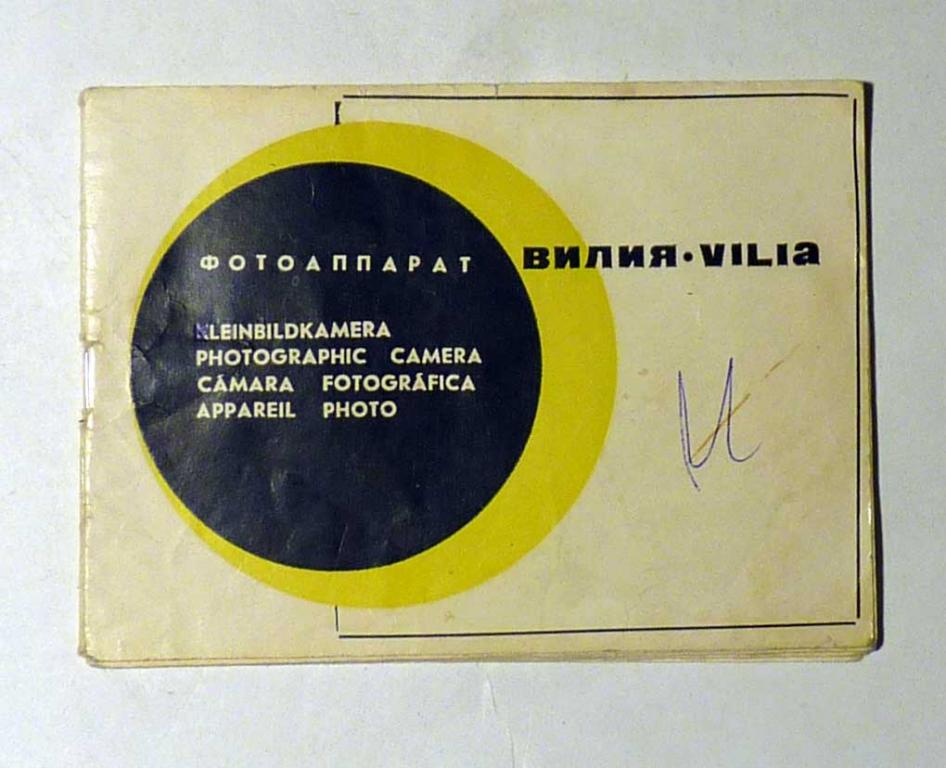 ФОТОАППАРАТ
ВИЛИЯ·VILIA
KLEINBILDKAMERA
PHOTOGRAPHIC CAMERA
CÁMARA FOTOGRÁFICA
APPAREIL PHOTO